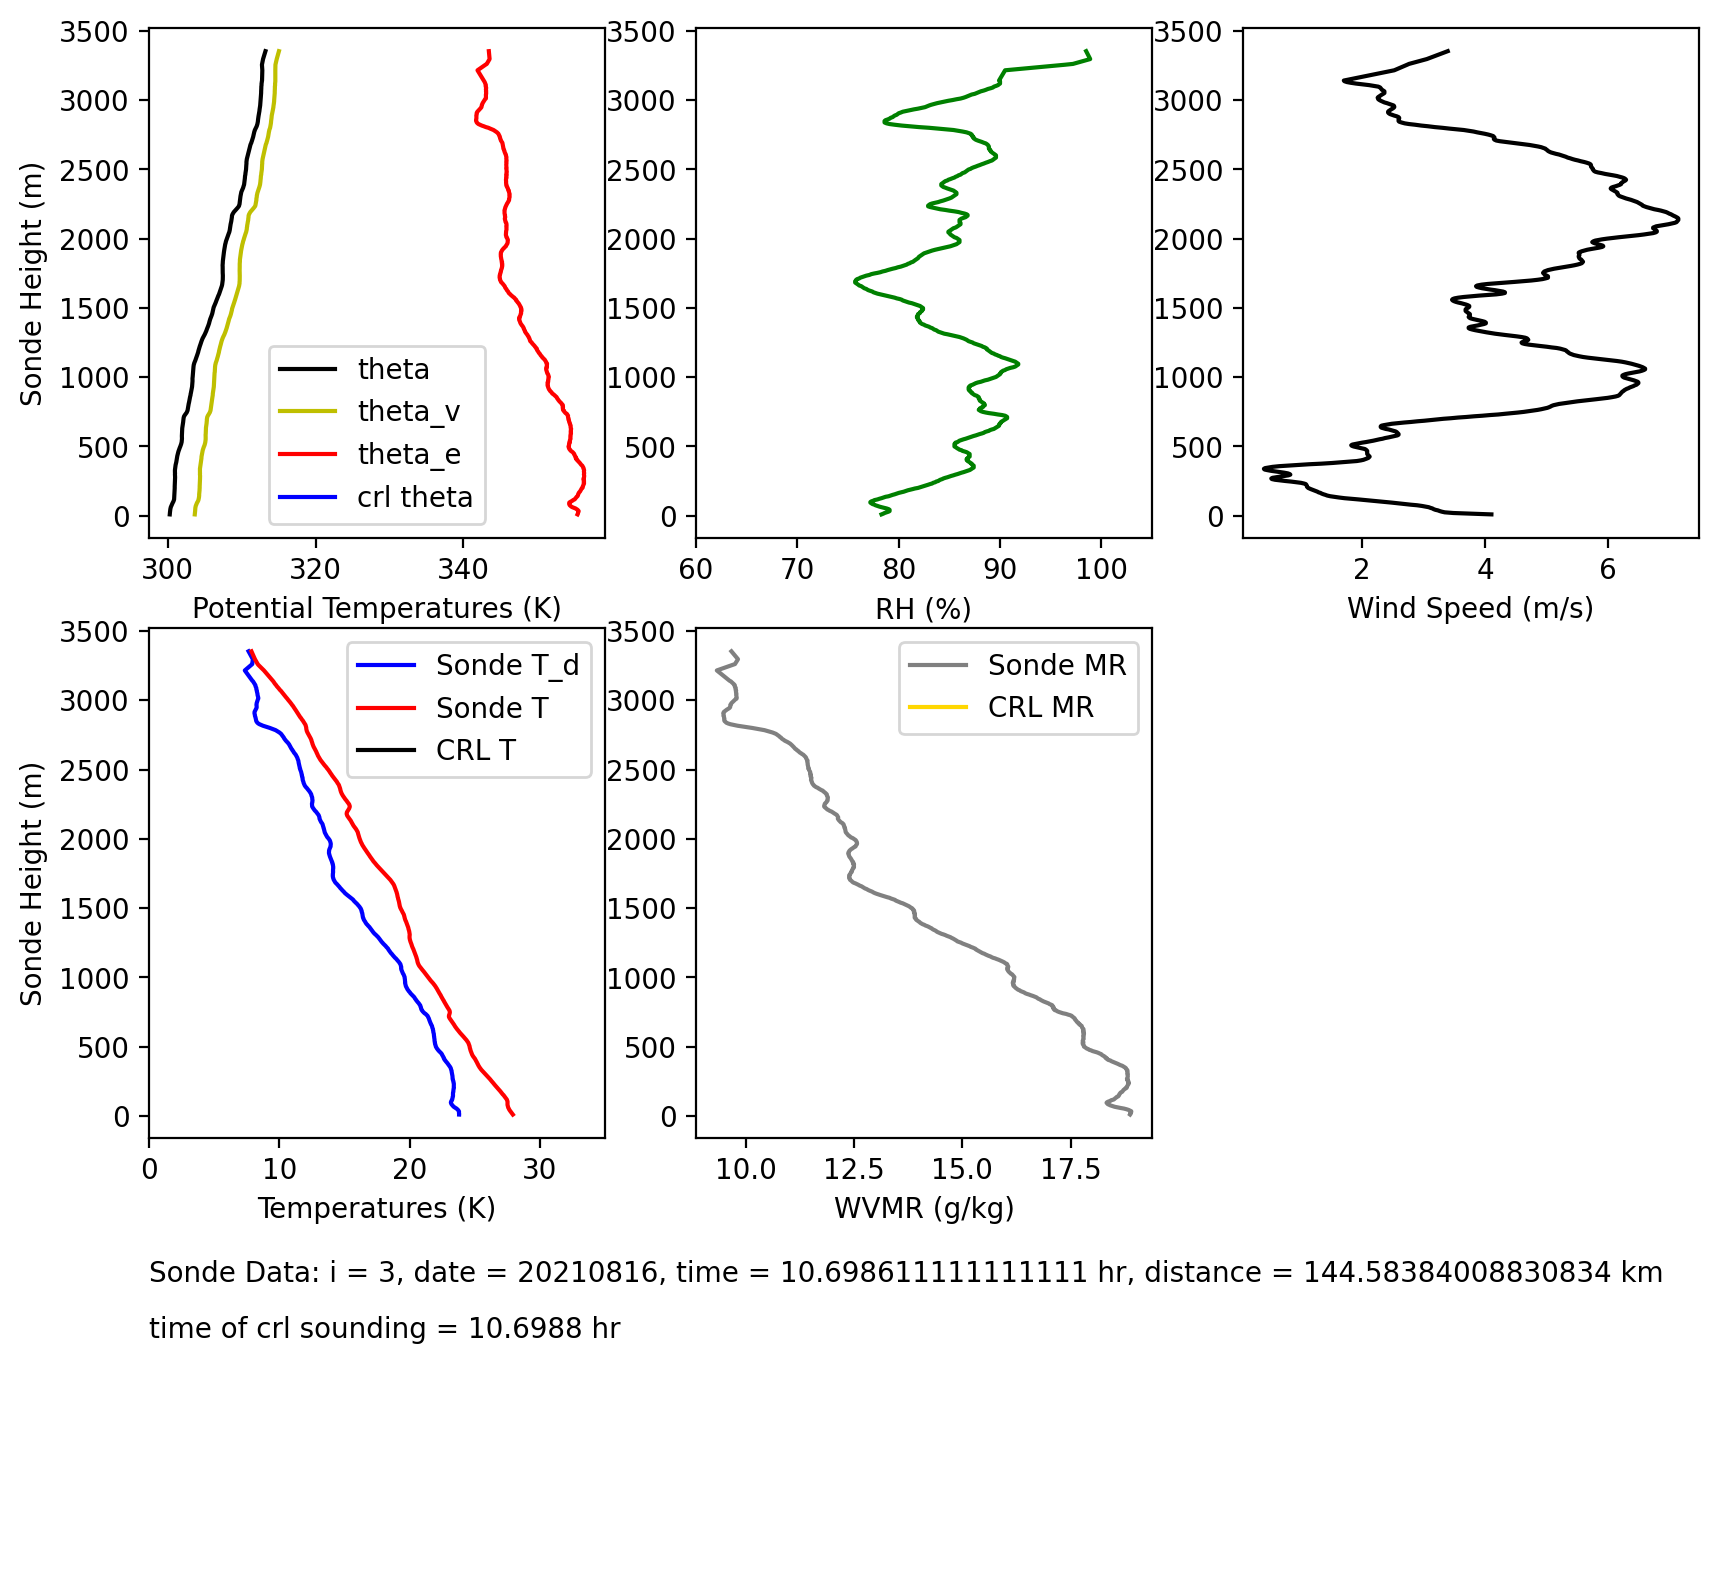 3500
3000
2500
2000
1500
1000
500
0
Sonde Height (m)
300 320 340
Potential Temperatures (K)
theta
theta_v
theta_e
crl theta
3500
3000
2500
2000
1500
1000
500
0
60 70 80 90 100
RH (%)
3500
3000
2500
2000
1500
1000
500
0
2 4 6
Wind Speed (m/s)
3500
3000
2500
2000
1500
1000
500
0
Sonde Height (m)
0 10 20 30
Temperatures (K)
Sonde T_d
Sonde T
CRL T
3500
3000
2500
2000
1500
1000
500
0
10.0 12.5 15.0 17.5
WVMR (g/kg)
Sonde MR
CRL MR
Sonde Data: i = 3, date = 20210816, time = 10.698611111111111 hr, distance = 144.58384008830834 km
time of crl sounding = 10.6988 hr